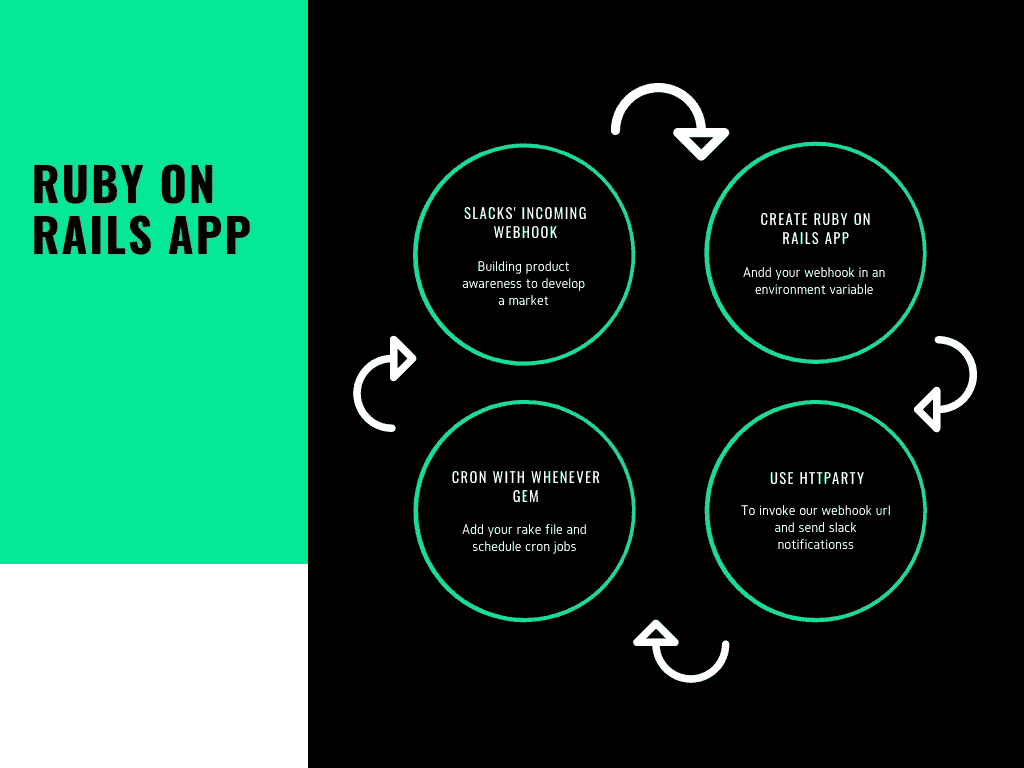 RUBY ON
RAILS APP
SLACKS' INCOMING
WEBHOOK
Building product
awareness to develop
a market
CREATE RUBY ON
RAILS APP
Andd your webhook in an
environment variable
CRON WITH WHENEVER
GEM
Add your rake file and
schedule cron jobs
USE HTTPARTY
To invoke our webhook url
and send slack
notificationss